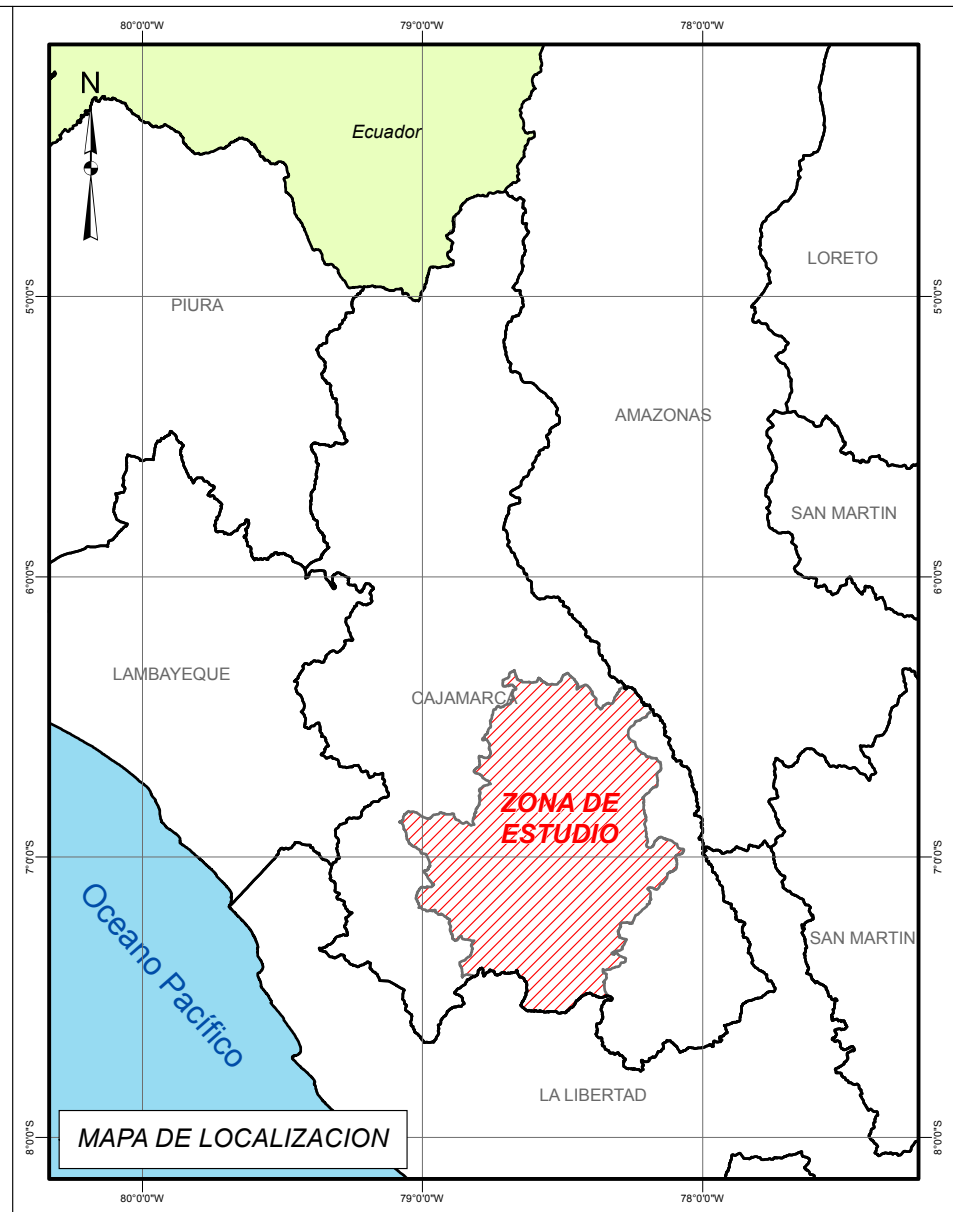 80°0'0"W
79°0'0"W
78°0'0"W
N
Ecuador
LORETO
5°0'0"S
5°0'0"S
PIURA
AMAZONAS
SAN MARTIN
6°0'0"S
6°0'0"S
LAMBAYEQUE
CAJAMARCA
ZONA DE
ESTUDIO
7°0'0"S
7°0'0"S
Oceano Pacífico
SAN MARTIN
LA LIBERTAD
MAPA DE LOCALIZACION
8°0'0"S
8°0'0"S
80°0'0"W
79°0'0"W
78°0'0"W